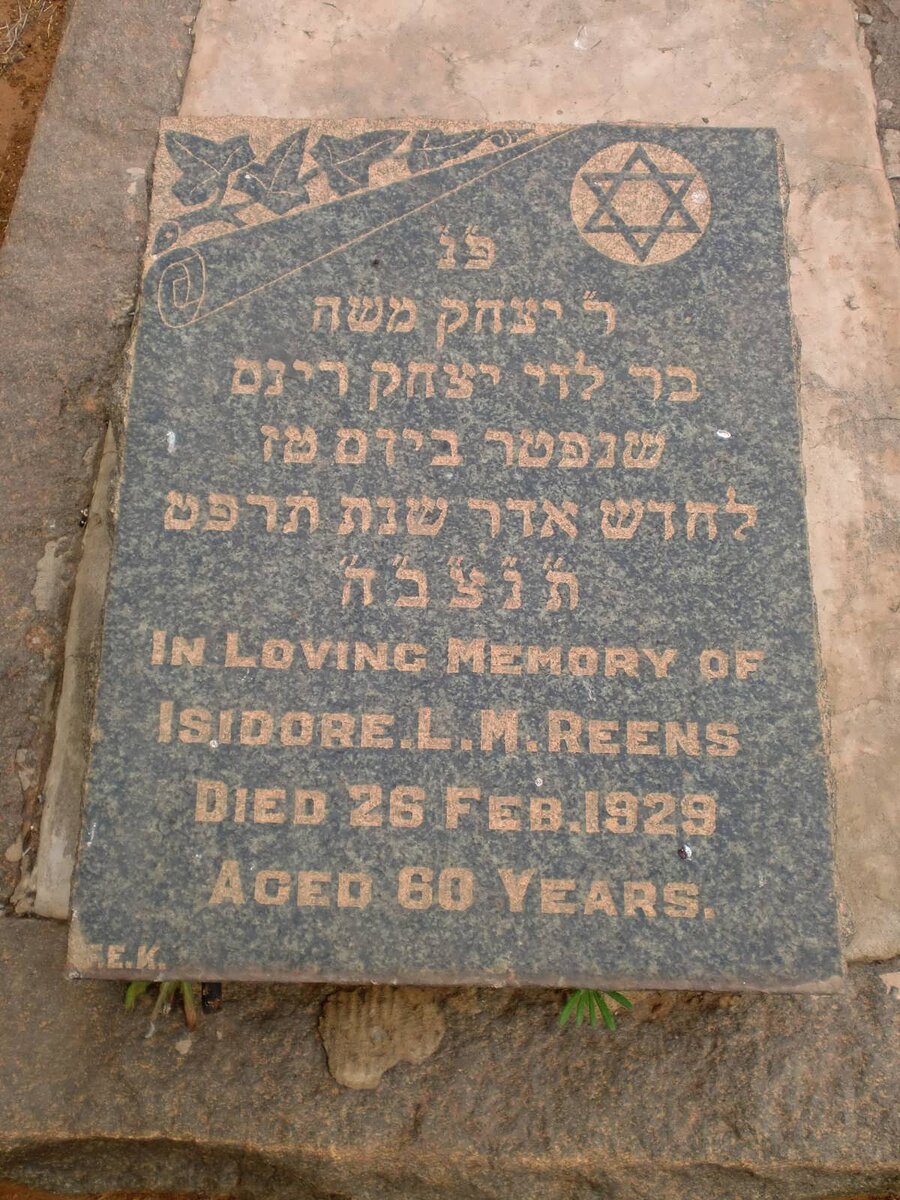 פ״נ
ר״ יצחק משה
בר לוי יצחק רינס
שנפטר ביום טז
לחדש אדר שנת תרפט
ת״ נ״ צ״ ב״ ה״
IN LOVING MEMORY OF
ISIDORE.L.M.REENS
DIED 26 FEB.1929
AGED 60 YEARS.
F.E.K.